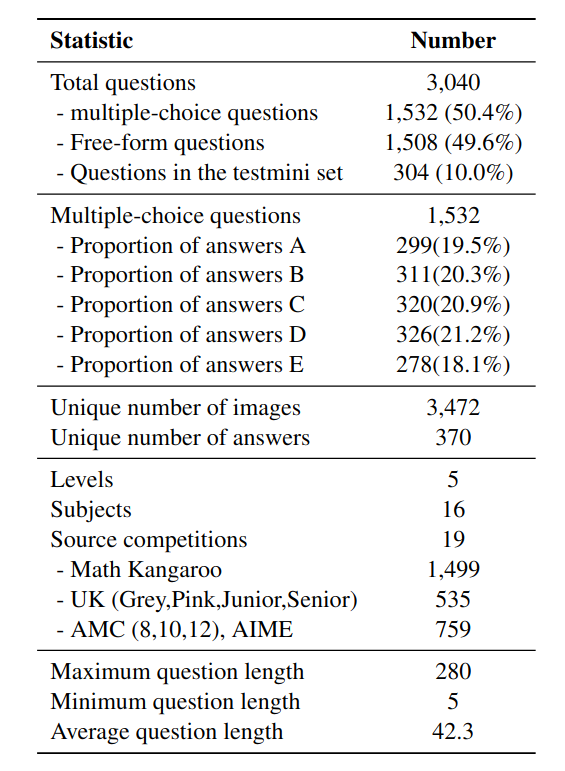 Statistic Number
Total questions 3,040
- multiple-choice questions 1,532 (50.4%)
- Free-form questions 1,508 (49.6%)
- Questions in the testmini set 304 (10.0%)
Multiple-choice questions 1,532
- Proportion of answers A 299(19.5%)
- Proportion of answers B 311(20.3%)
- Proportion of answers C 320(20.9%)
- Proportion of answers D 326(21.2%)
- Proportion of answers E 278(18.1%)
Unique number of images 3,472
Unique number of answers 370
Levels 5
Subjects 16
Source competitions 19
- Math Kangaroo 1,499
- UK (Grey,Pink,Junior,Senior) 535
- AMC (8,10,12), AIME 759
Maximum question length 280
Minimum question length 5
Average question length 42.3